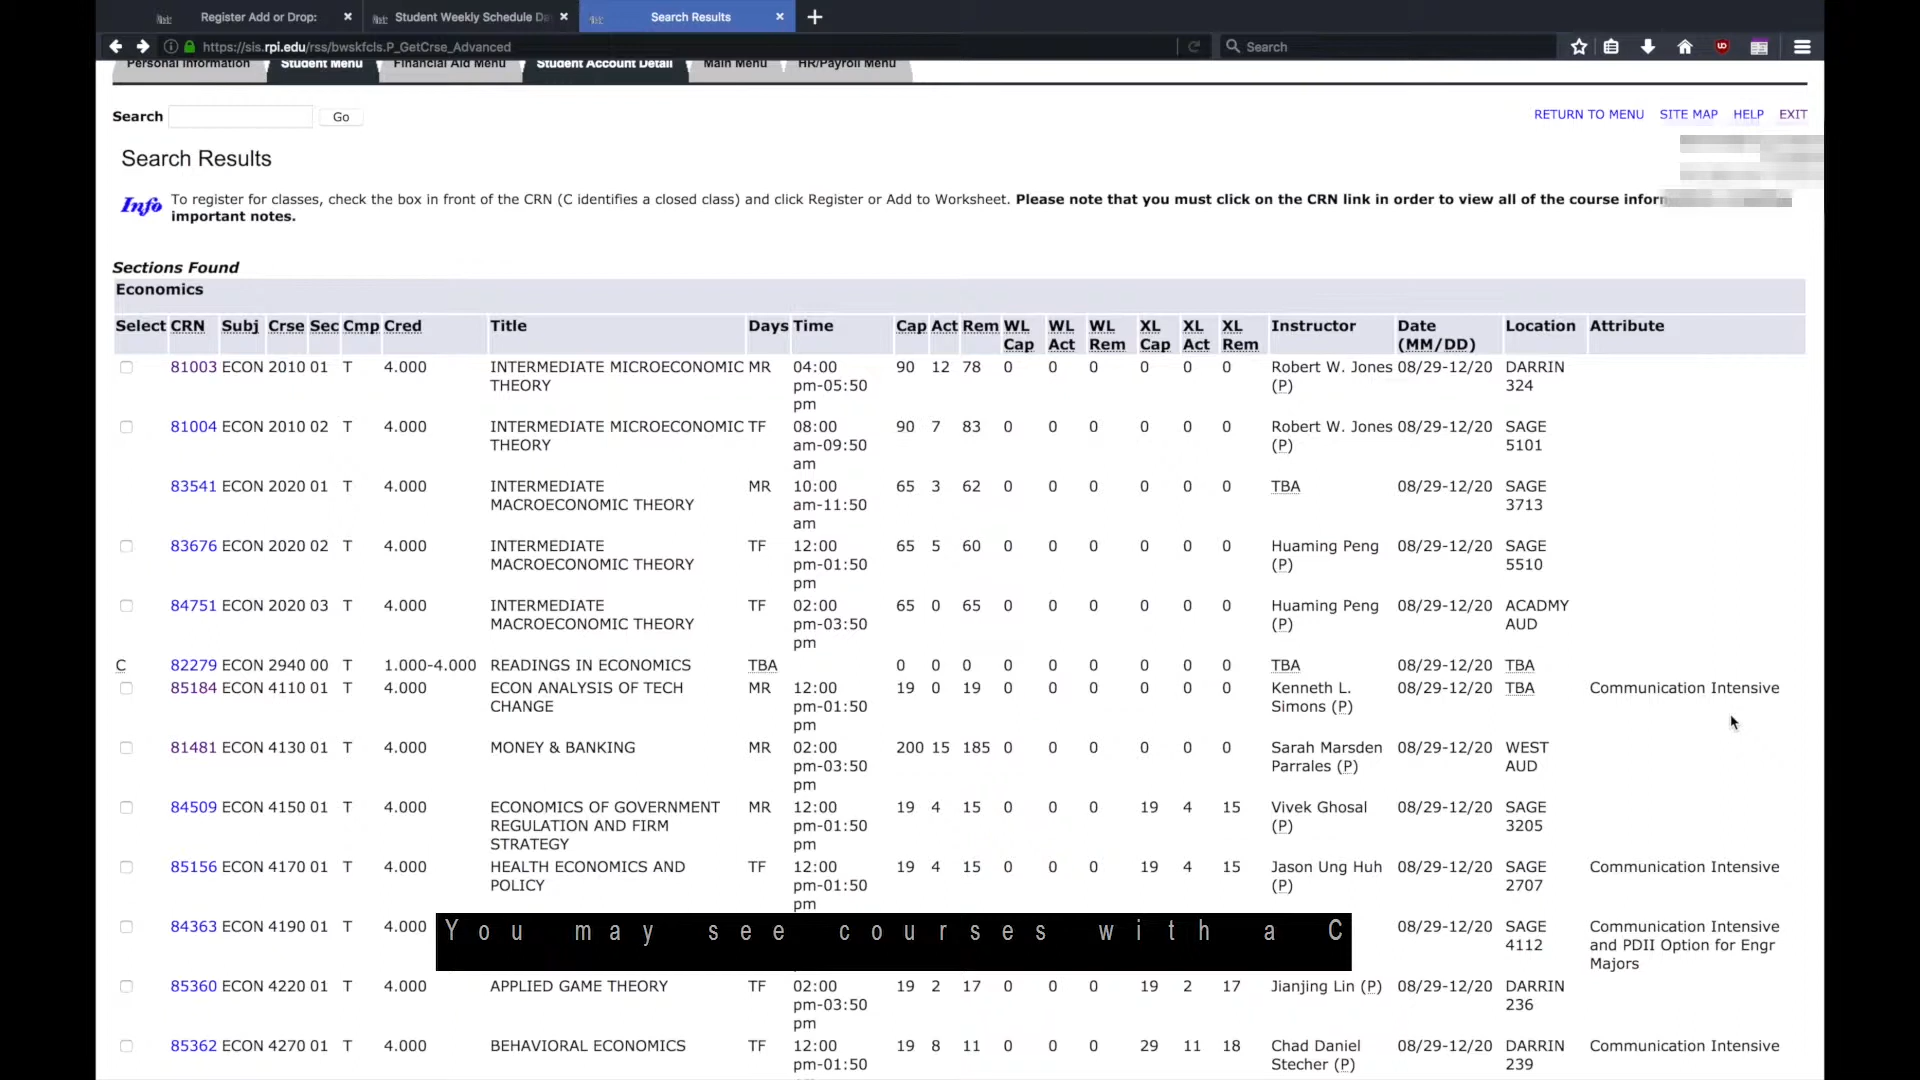 Register Add or Drop:
Student Weekly Schedule Da
Search Results
https://sis.rpi.edu/rss/bwskfcls.P_GetCrse_Advanced
Search
Personal Information
Student Menu
Financial Aid Menu
Student Account Detail
Main Menu
HR/Payroll Menu
Search
Go
RETURN TO MENU SITE MAP HELP EXIT
Search Results
Info
To register for classes, check the box in front of the CRN (C identifies a closed class) and click Register or Add to Worksheet. Please note that you must click on the CRN link in order to view all of the course
important notes.
Sections Found
Economics
Select CRN Subj Crse Sec Cmp Cred Title Days Time Cap Act Rem WL Cap WL Act WL Rem XL Cap XL Act XL Rem Instructor Date (MM/DD) Location Attribute
81003 ECON 2010 01 T 4.000 INTERMEDIATE MICROECONOMIC THEORY MR 04:00 pm-05:50 pm 90 12 78 0 0 0 0 0 0 Robert W. Jones (P) 08/29-12/20 DARRIN 324
81004 ECON 2010 02 T 4.000 INTERMEDIATE MICROECONOMIC THEORY TF 08:00 am-09:50 am 90 7 83 0 0 0 0 0 0 Robert W. Jones (P) 08/29-12/20 SAGE 5101
83541 ECON 2020 01 T 4.000 INTERMEDIATE MACROECONOMIC THEORY MR 10:00 am-11:50 am 65 3 62 0 0 0 0 0 0 TBA 08/29-12/20 SAGE 3713
83676 ECON 2020 02 T 4.000 INTERMEDIATE MACROECONOMIC THEORY TF 12:00 pm-01:50 pm 65 5 60 0 0 0 0 0 0 Huaming Peng (P) 08/29-12/20 SAGE 5510
84751 ECON 2020 03 T 4.000 INTERMEDIATE MACROECONOMIC THEORY TF 02:00 pm-03:50 pm 65 0 65 0 0 0 0 0 0 Huaming Peng (P) 08/29-12/20 ACADMY AUD
C 82279 ECON 2940 00 T 1.000-4.000 READINGS IN ECONOMICS TBA 0 0 0 0 0 0 0 0 0 TBA 08/29-12/20 TBA
85184 ECON 4110 01 T 4.000 ECON ANALYSIS OF TECH CHANGE MR 12:00 pm-01:50 pm 19 0 19 0 0 0 0 0 0 Kenneth L. Simons (P) 08/29-12/20 TBA Communication Intensive
81481 ECON 4130 01 T 4.000 MONEY & BANKING MR 02:00 pm-03:50 pm 200 15 185 0 0 0 0 0 0 Sarah Marsden Parrales (P) 08/29-12/20 WEST AUD
84509 ECON 4150 01 T 4.000 ECONOMICS OF GOVERNMENT REGULATION AND FIRM STRATEGY MR 12:00 pm-01:50 pm 19 4 15 0 0 0 19 4 15 Vivek Ghosal (P) 08/29-12/20 SAGE 3205
85156 ECON 4170 01 T 4.000 HEALTH ECONOMICS AND POLICY TF 12:00 pm-01:50 pm 19 4 15 0 0 0 19 4 15 Jason Ung Huh (P) 08/29-12/20 SAGE 2707 Communication Intensive
84363 ECON 4190 01 T 4.000 08/29-12/20 SAGE 4112 Communication Intensive and PDII Option for Engr Majors
You may see courses with a C
85360 ECON 4220 01 T 4.000 APPLIED GAME THEORY TF 02:00 pm-03:50 pm 19 2 17 0 0 0 19 2 17 Jianjing Lin (P) 08/29-12/20 DARRIN 236
85362 ECON 4270 01 T 4.000 BEHAVIORAL ECONOMICS TF 12:00 pm-01:50 19 8 11 0 0 0 29 11 18 Chad Daniel Stecher (P) 08/29-12/20 DARRIN 239 Communication Intensive